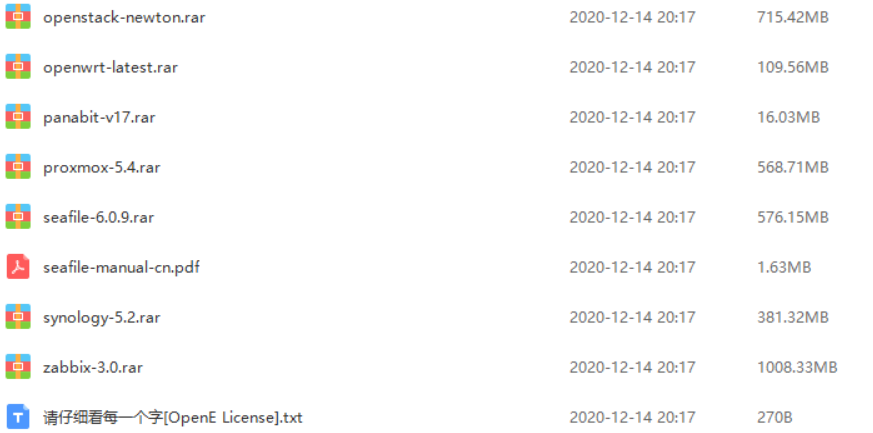 openstack-newton.rar 2020-12-14 20:17 715.42MB
openwrt-latest.rar 2020-12-14 20:17 109.56MB
panabit-v17.rar 2020-12-14 20:17 16.03MB
proxmox-5.4.rar 2020-12-14 20:17 568.71MB
seafile-6.0.9.rar 2020-12-14 20:17 576.15MB
seafile-manual-cn.pdf 2020-12-14 20:17 1.63MB
synology-5.2.rar 2020-12-14 20:17 381.32MB
zabbix-3.0.rar 2020-12-14 20:17 1008.33MB
请仔细看每一个字[OpenE License].txt 2020-12-14 20:17 270B